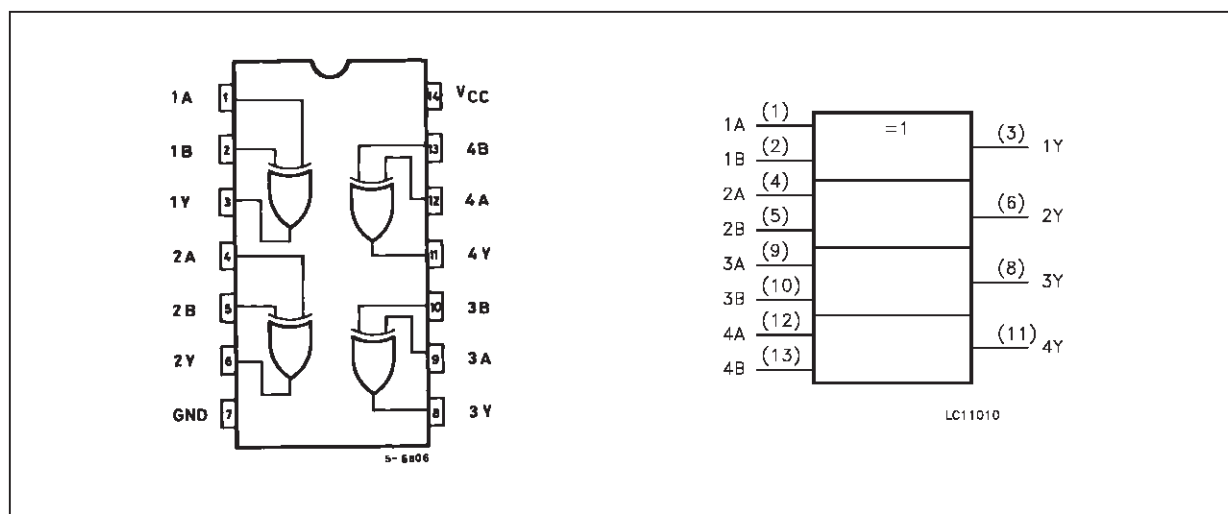 1A 1 14 VCC
1B 2 13 4B
1Y 3 12 4A
2A 4 11 4Y
2B 5 10 3B
2Y 6 9 3A
GND 7 8 3Y
5-6806
=1
1A (1)
1B (2)
(3) 1Y
2A (4)
2B (5)
(6) 2Y
3A (9)
3B (10)
(8) 3Y
4A (12)
4B (13)
(11) 4Y
LC11010